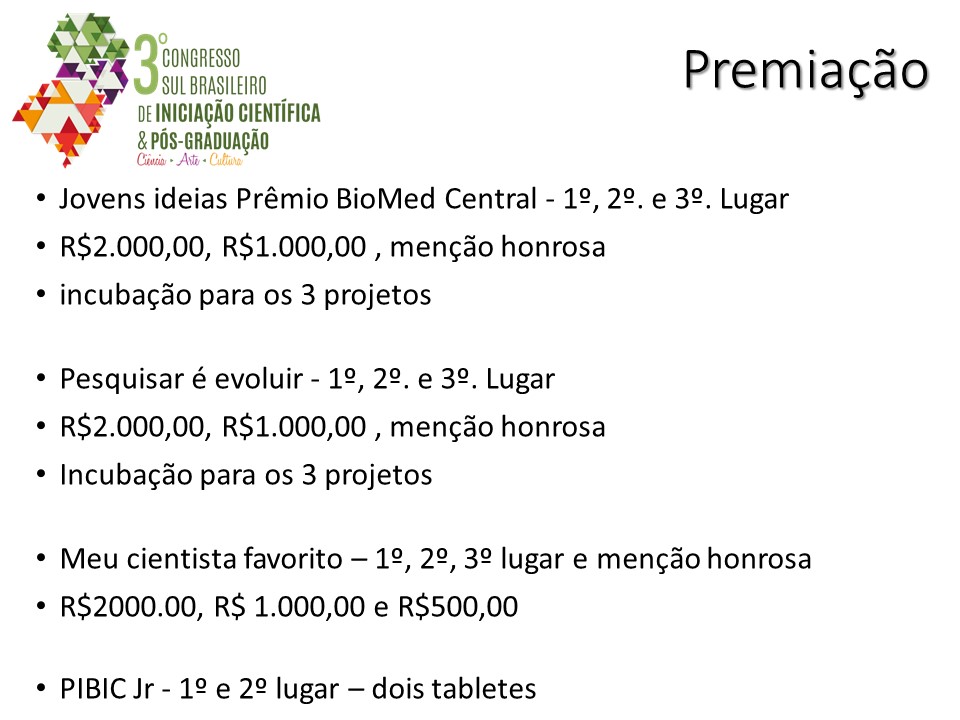 3º CONGRESSO
SUL BRASILEIRO
DE INICIAÇÃO CIENTÍFICA
& PÓS-GRADUAÇÃO
Ciência • Arte • Cultura
Premiação
• Jovens ideias Prêmio BioMed Central - 1º, 2º. e 3º. Lugar
• R$2.000,00, R$1.000,00 , menção honrosa
• incubação para os 3 projetos
• Pesquisar é evoluir - 1º, 2º. e 3º. Lugar
• R$2.000,00, R$1.000,00 , menção honrosa
• Incubação para os 3 projetos
• Meu cientista favorito – 1º, 2º, 3º lugar e menção honrosa
• R$2000.00, R$ 1.000,00 e R$500,00
• PIBIC Jr - 1º e 2º lugar – dois tabletes